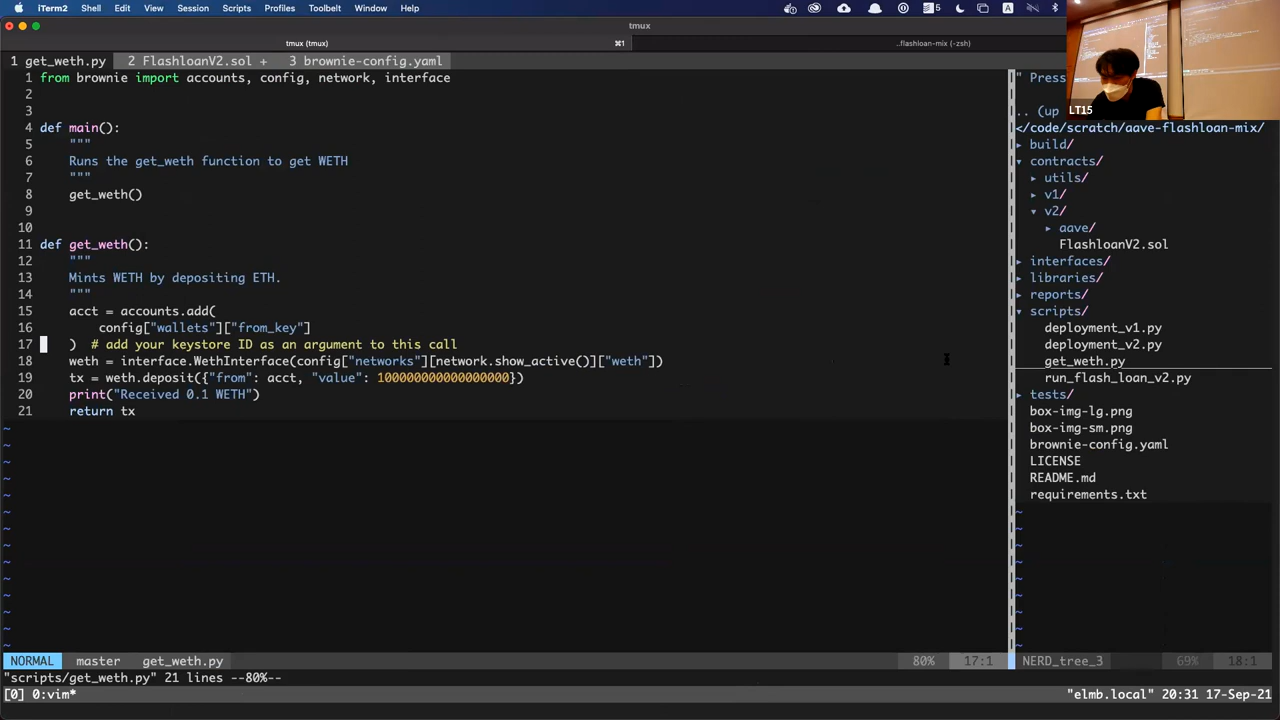 iTerm2 Shell Edit View Session Scripts Profiles Toolbelt Window Help 5 A
tmux
tmux (tmux) ⌘1 ..flashloan-mix (-zsh)
1 get_weth.py 2 FlashloanV2.sol + 3 brownie-config.yaml
1 from brownie import accounts, config, network, interface
2
3
4 def main():
5 """
6 Runs the get_weth function to get WETH
7 """
8 get_weth()
9
10
11 def get_weth():
12 """
13 Mints WETH by depositing ETH.
14 """
15 acct = accounts.add(
16 config["wallets"]["from_key"]
17 ) # add your keystore ID as an argument to this call
18 weth = interface.WethInterface(config["networks"][network.show_active()]["weth"])
19 tx = weth.deposit({"from": acct, "value": 100000000000000000})
20 print("Received 0.1 WETH")
21 return tx
NORMAL master get_weth.py 80% 17:1
"scripts/get_weth.py" 21 lines --80%--
[0] 0:vim* "elmb.local" 20:31 17-Sep-21
" Press
.. (up
</code/scratch/aave-flashloan-mix/
▸ build/
▾ contracts/
▸ utils/
▸ v1/
▾ v2/
▸ aave/
FlashloanV2.sol
▸ interfaces/
▸ libraries/
▸ reports/
▾ scripts/
deployment_v1.py
deployment_v2.py
get_weth.py
run_flash_loan_v2.py
▸ tests/
box-img-lg.png
box-img-sm.png
brownie-config.yaml
LICENSE
README.md
requirements.txt
NERD_tree_3 69% 18:1
LT15